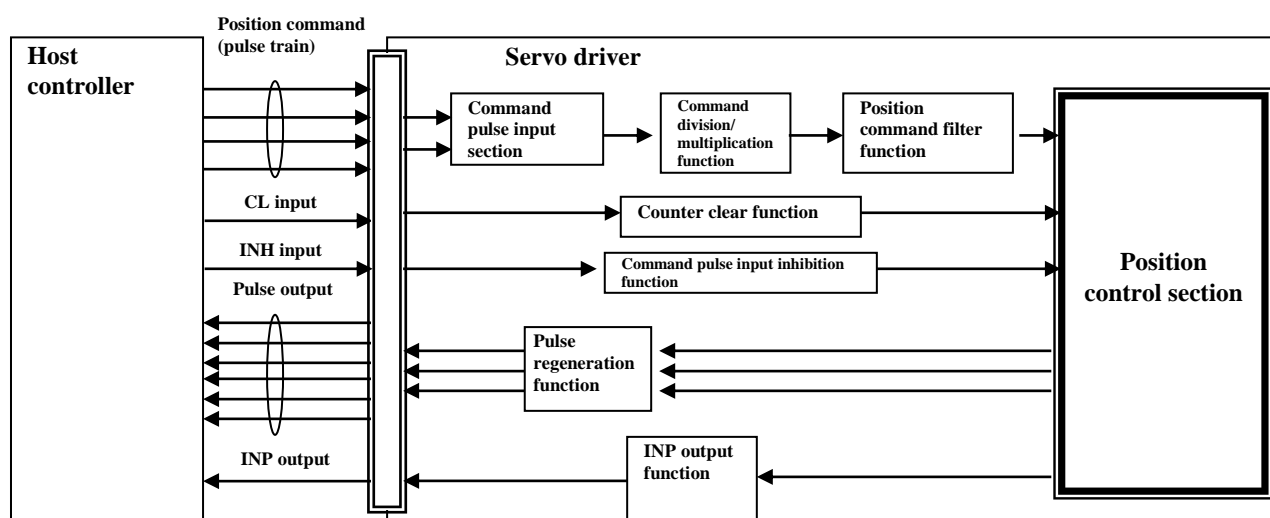 Position command
(pulse train)
Host
controller
Servo driver
Command
pulse input
section
Command
division/
multiplication
function
Position
command filter
function
CL input
Counter clear function
INH input
Command pulse input inhibition
function
Position
control section
Pulse output
Pulse
regeneration
function
INP output
INP output
function